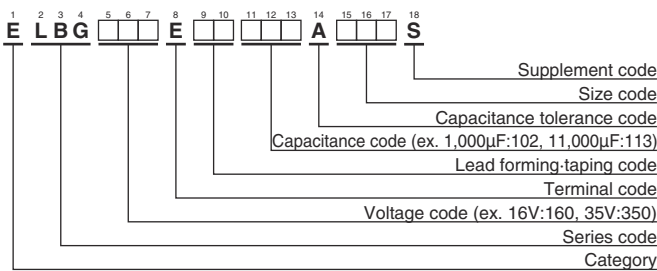 1 2 3 4 5 6 7 8 9 10 11 12 13 14 15 16 17 18
E L B G E A S
Supplement code
Size code
Capacitance tolerance code
Capacitance code (ex. 1,000µF:102, 11,000µF:113)
Lead forming·taping code
Terminal code
Voltage code (ex. 16V:160, 35V:350)
Series code
Category